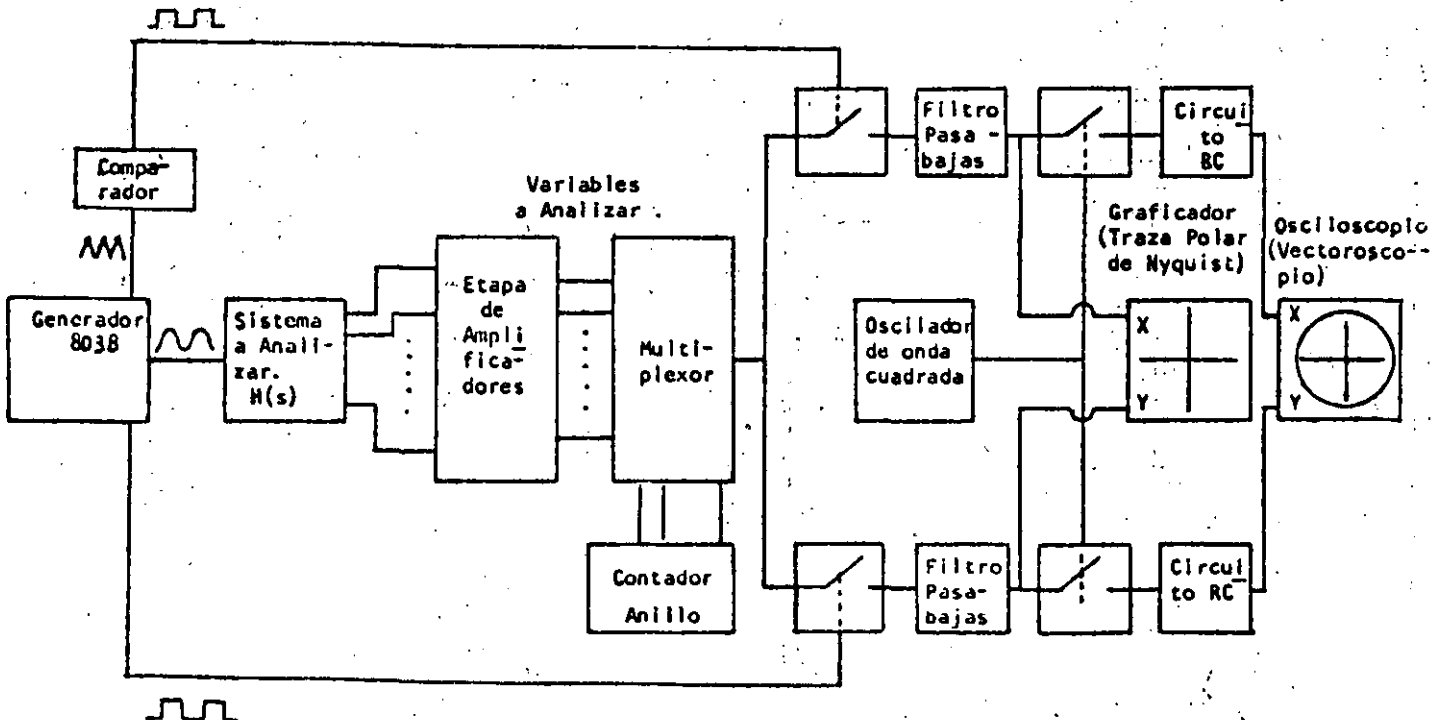 Compa-
rador
Variables
a Analizar .
Generador
8038
Sistema
a Anali-
zar.
H(s)
Etapa
de
Ampli
fica-
dores
Multi-
plexor
Contador
Anillo
Filtro
Pasa -
bajas
Circui
to
RC
Graficador
(Traza Polar
de Nyquist)
Osciloscopio
(Vectorosco--
pio)
Oscilador
de onda
cuadrada
X
Y
X
Y
Filtro
Pasa-
bajas
Circui
to RC